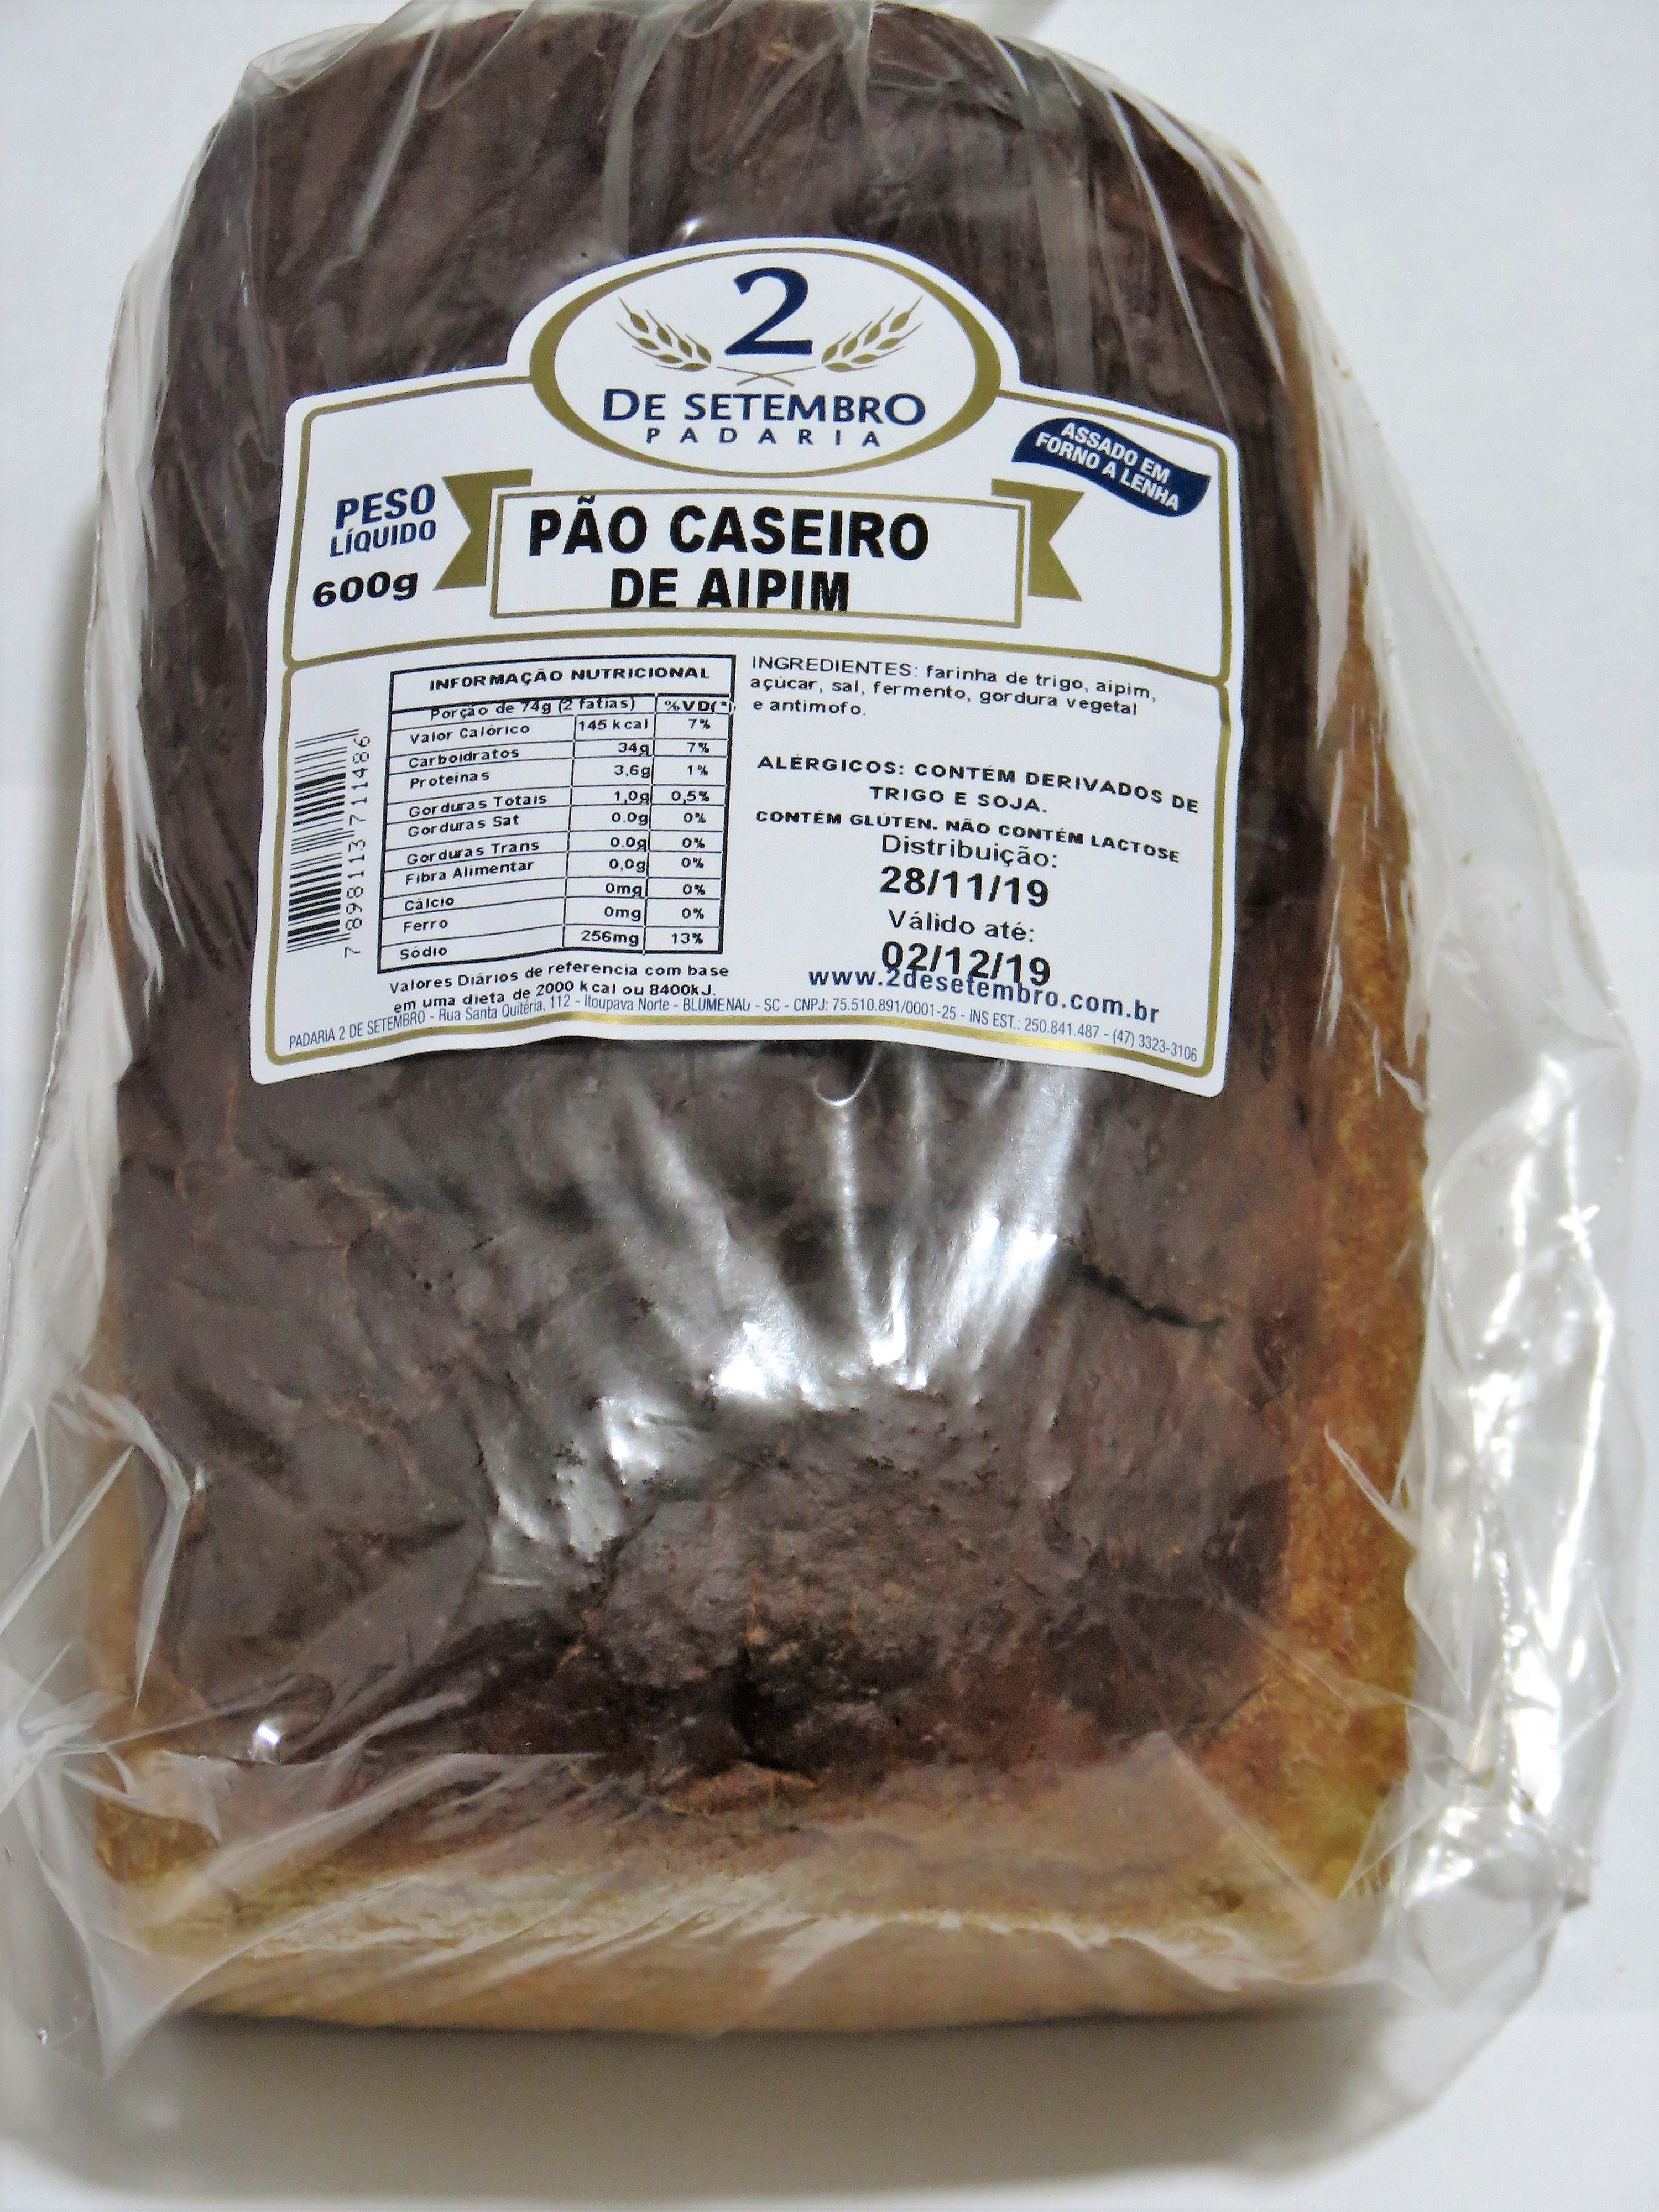 2
DE SETEMBRO
PADARIA
ASSADO EM
FORNO A LENHA
PESO
LÍQUIDO
600g
PÃO CASEIRO
DE AIPIM
INFORMAÇÃO NUTRICIONAL
Porção de 74g (2 fatias) %VD(*)
Valor Calórico 145 kcal 7%
Carboidratos 34g 7%
Proteínas 3,6g 1%
Gorduras Totais 1,0g 0,5%
Gorduras Sat 0.0g 0%
Gorduras Trans 0.0g 0%
Fibra Alimentar 0,0g 0%
Cálcio 0mg 0%
Ferro 0mg 0%
Sódio 256mg 13%
Valores Diários de referencia com base
em uma dieta de 2000 kcal ou 8400kJ.
7 898113 711486
INGREDIENTES: farinha de trigo, aipim,
açúcar, sal, fermento, gordura vegetal
e antimofo.
ALÉRGICOS: CONTÉM DERIVADOS DE
TRIGO E SOJA.
CONTÉM GLÚTEN. NÃO CONTÉM LACTOSE
Distribuição:
28/11/19
Válido até:
02/12/19
www.2desetembro.com.br
PADARIA 2 DE SETEMBRO - Rua Santa Quitéria, 112 - Itoupava Norte - BLUMENAU - SC - CNPJ: 75.510.891/0001-25 - INS EST.: 250.841.487 - (47) 3323-3106